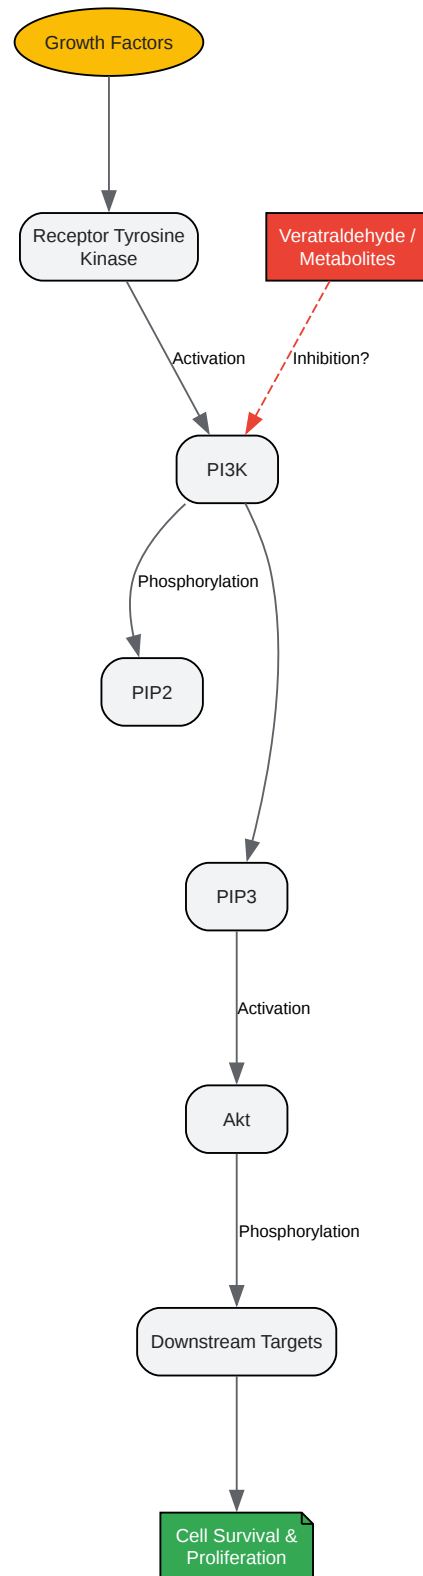 Growth Factors
Receptor Tyrosine
Kinase
Veratraldehyde /
Metabolites
Activation
Inhibition?
PI3K
Phosphorylation
PIP2
PIP3
Activation
Akt
Phosphorylation
Downstream Targets
Cell Survival &
Proliferation